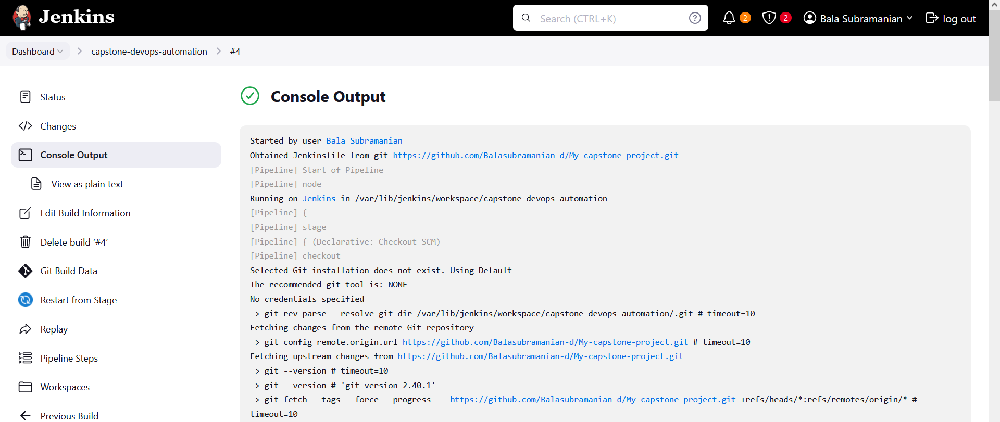 Jenkins
Search (CTRL+K)
2
2
Bala Subramanian
log out
Dashboard
capstone-devops-automation
#4
Status
Changes
Console Output
View as plain text
Edit Build Information
Delete build ‘#4’
Git Build Data
Restart from Stage
Replay
Pipeline Steps
Workspaces
Previous Build
Console Output
Started by user Bala Subramanian
Obtained Jenkinsfile from git https://github.com/Balasubramanian-d/My-capstone-project.git
[Pipeline] Start of Pipeline
[Pipeline] node
Running on Jenkins in /var/lib/jenkins/workspace/capstone-devops-automation
[Pipeline] {
[Pipeline] stage
[Pipeline] { (Declarative: Checkout SCM)
[Pipeline] checkout
Selected Git installation does not exist. Using Default
The recommended git tool is: NONE
No credentials specified
> git rev-parse --resolve-git-dir /var/lib/jenkins/workspace/capstone-devops-automation/.git # timeout=10
Fetching changes from the remote Git repository
> git config remote.origin.url https://github.com/Balasubramanian-d/My-capstone-project.git # timeout=10
Fetching upstream changes from https://github.com/Balasubramanian-d/My-capstone-project.git
> git --version # timeout=10
> git --version # 'git version 2.40.1'
> git fetch --tags --force --progress -- https://github.com/Balasubramanian-d/My-capstone-project.git +refs/heads/*:refs/remotes/origin/* #
timeout=10